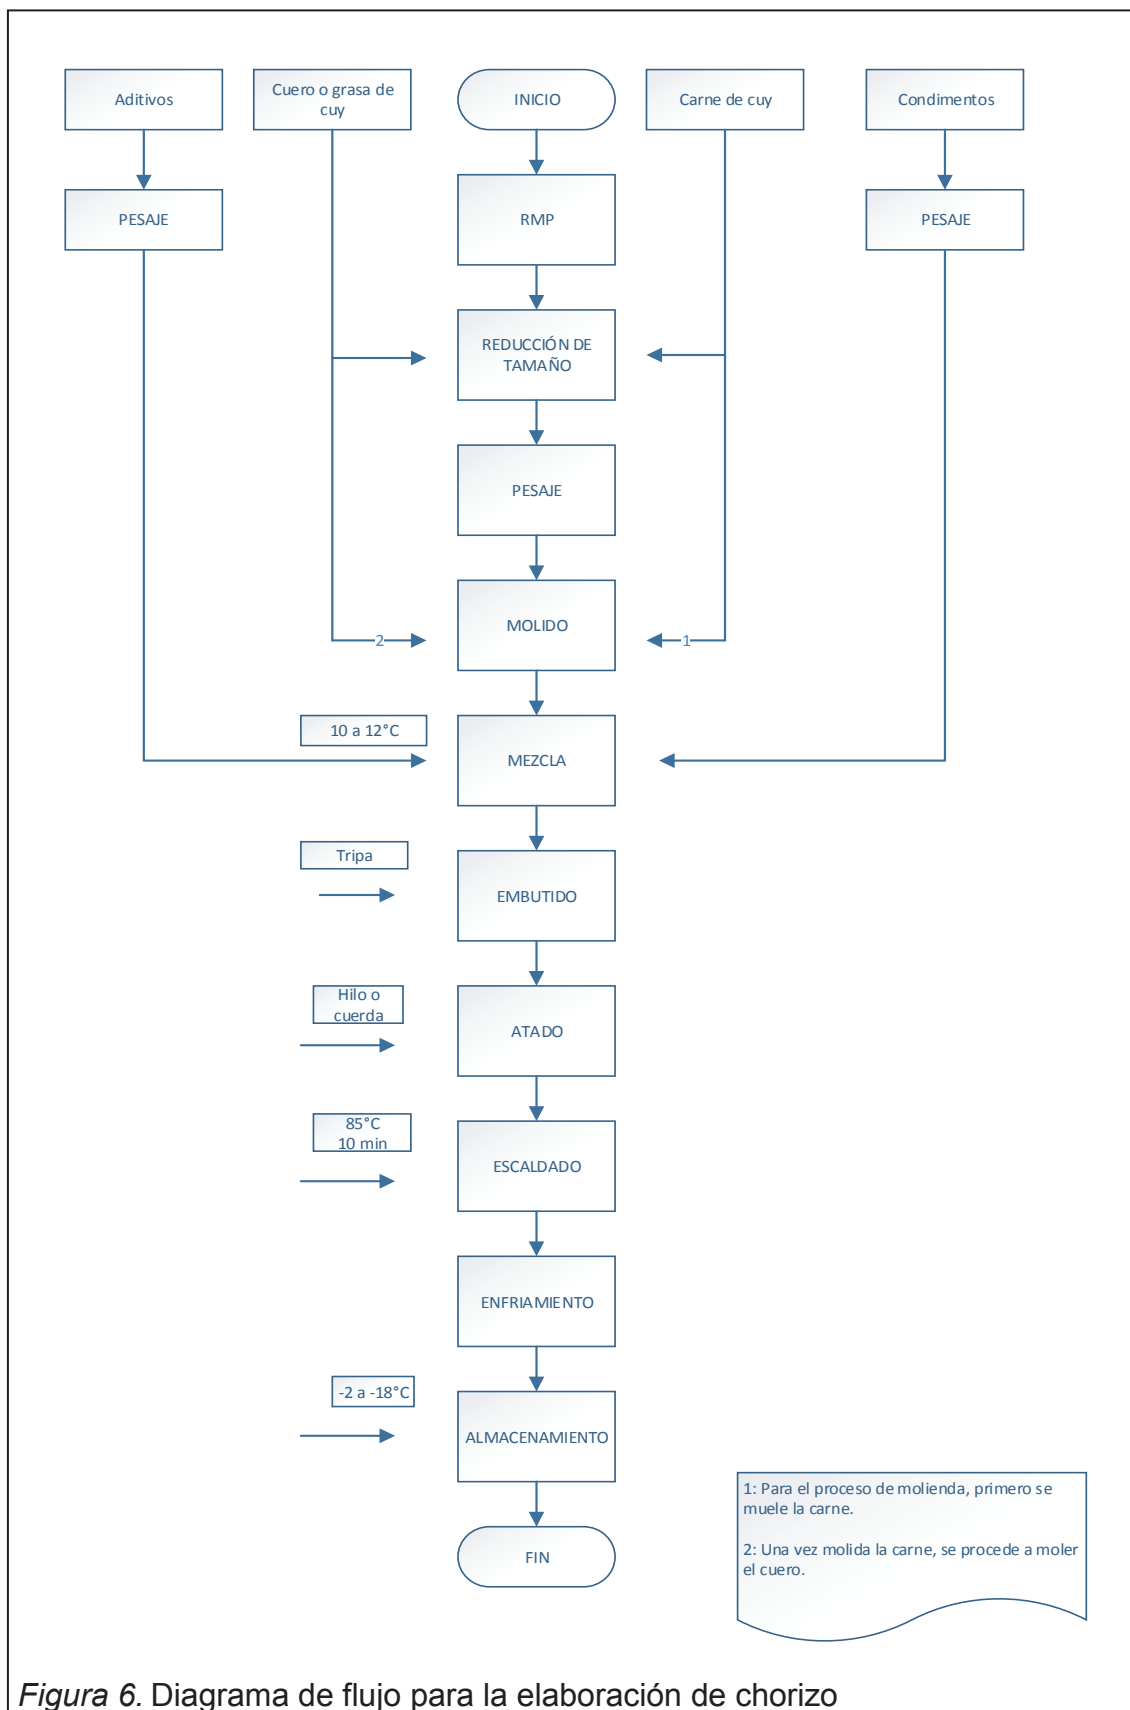 Aditivos
Cuero o grasa de
cuy
INICIO
Carne de cuy
Condimentos
PESAJE
RMP
PESAJE
REDUCCIÓN DE
TAMAÑO
PESAJE
MOLIDO
2
1
10 a 12°C
MEZCLA
Tripa
EMBUTIDO
Hilo o
cuerda
ATADO
85°C
10 min
ESCALDADO
ENFRIAMIENTO
-2 a -18°C
ALMACENAMIENTO
1: Para el proceso de molienda, primero se
muele la carne.
2: Una vez molida la carne, se procede a moler
el cuero.
FIN
Figura 6. Diagrama de flujo para la elaboración de chorizo